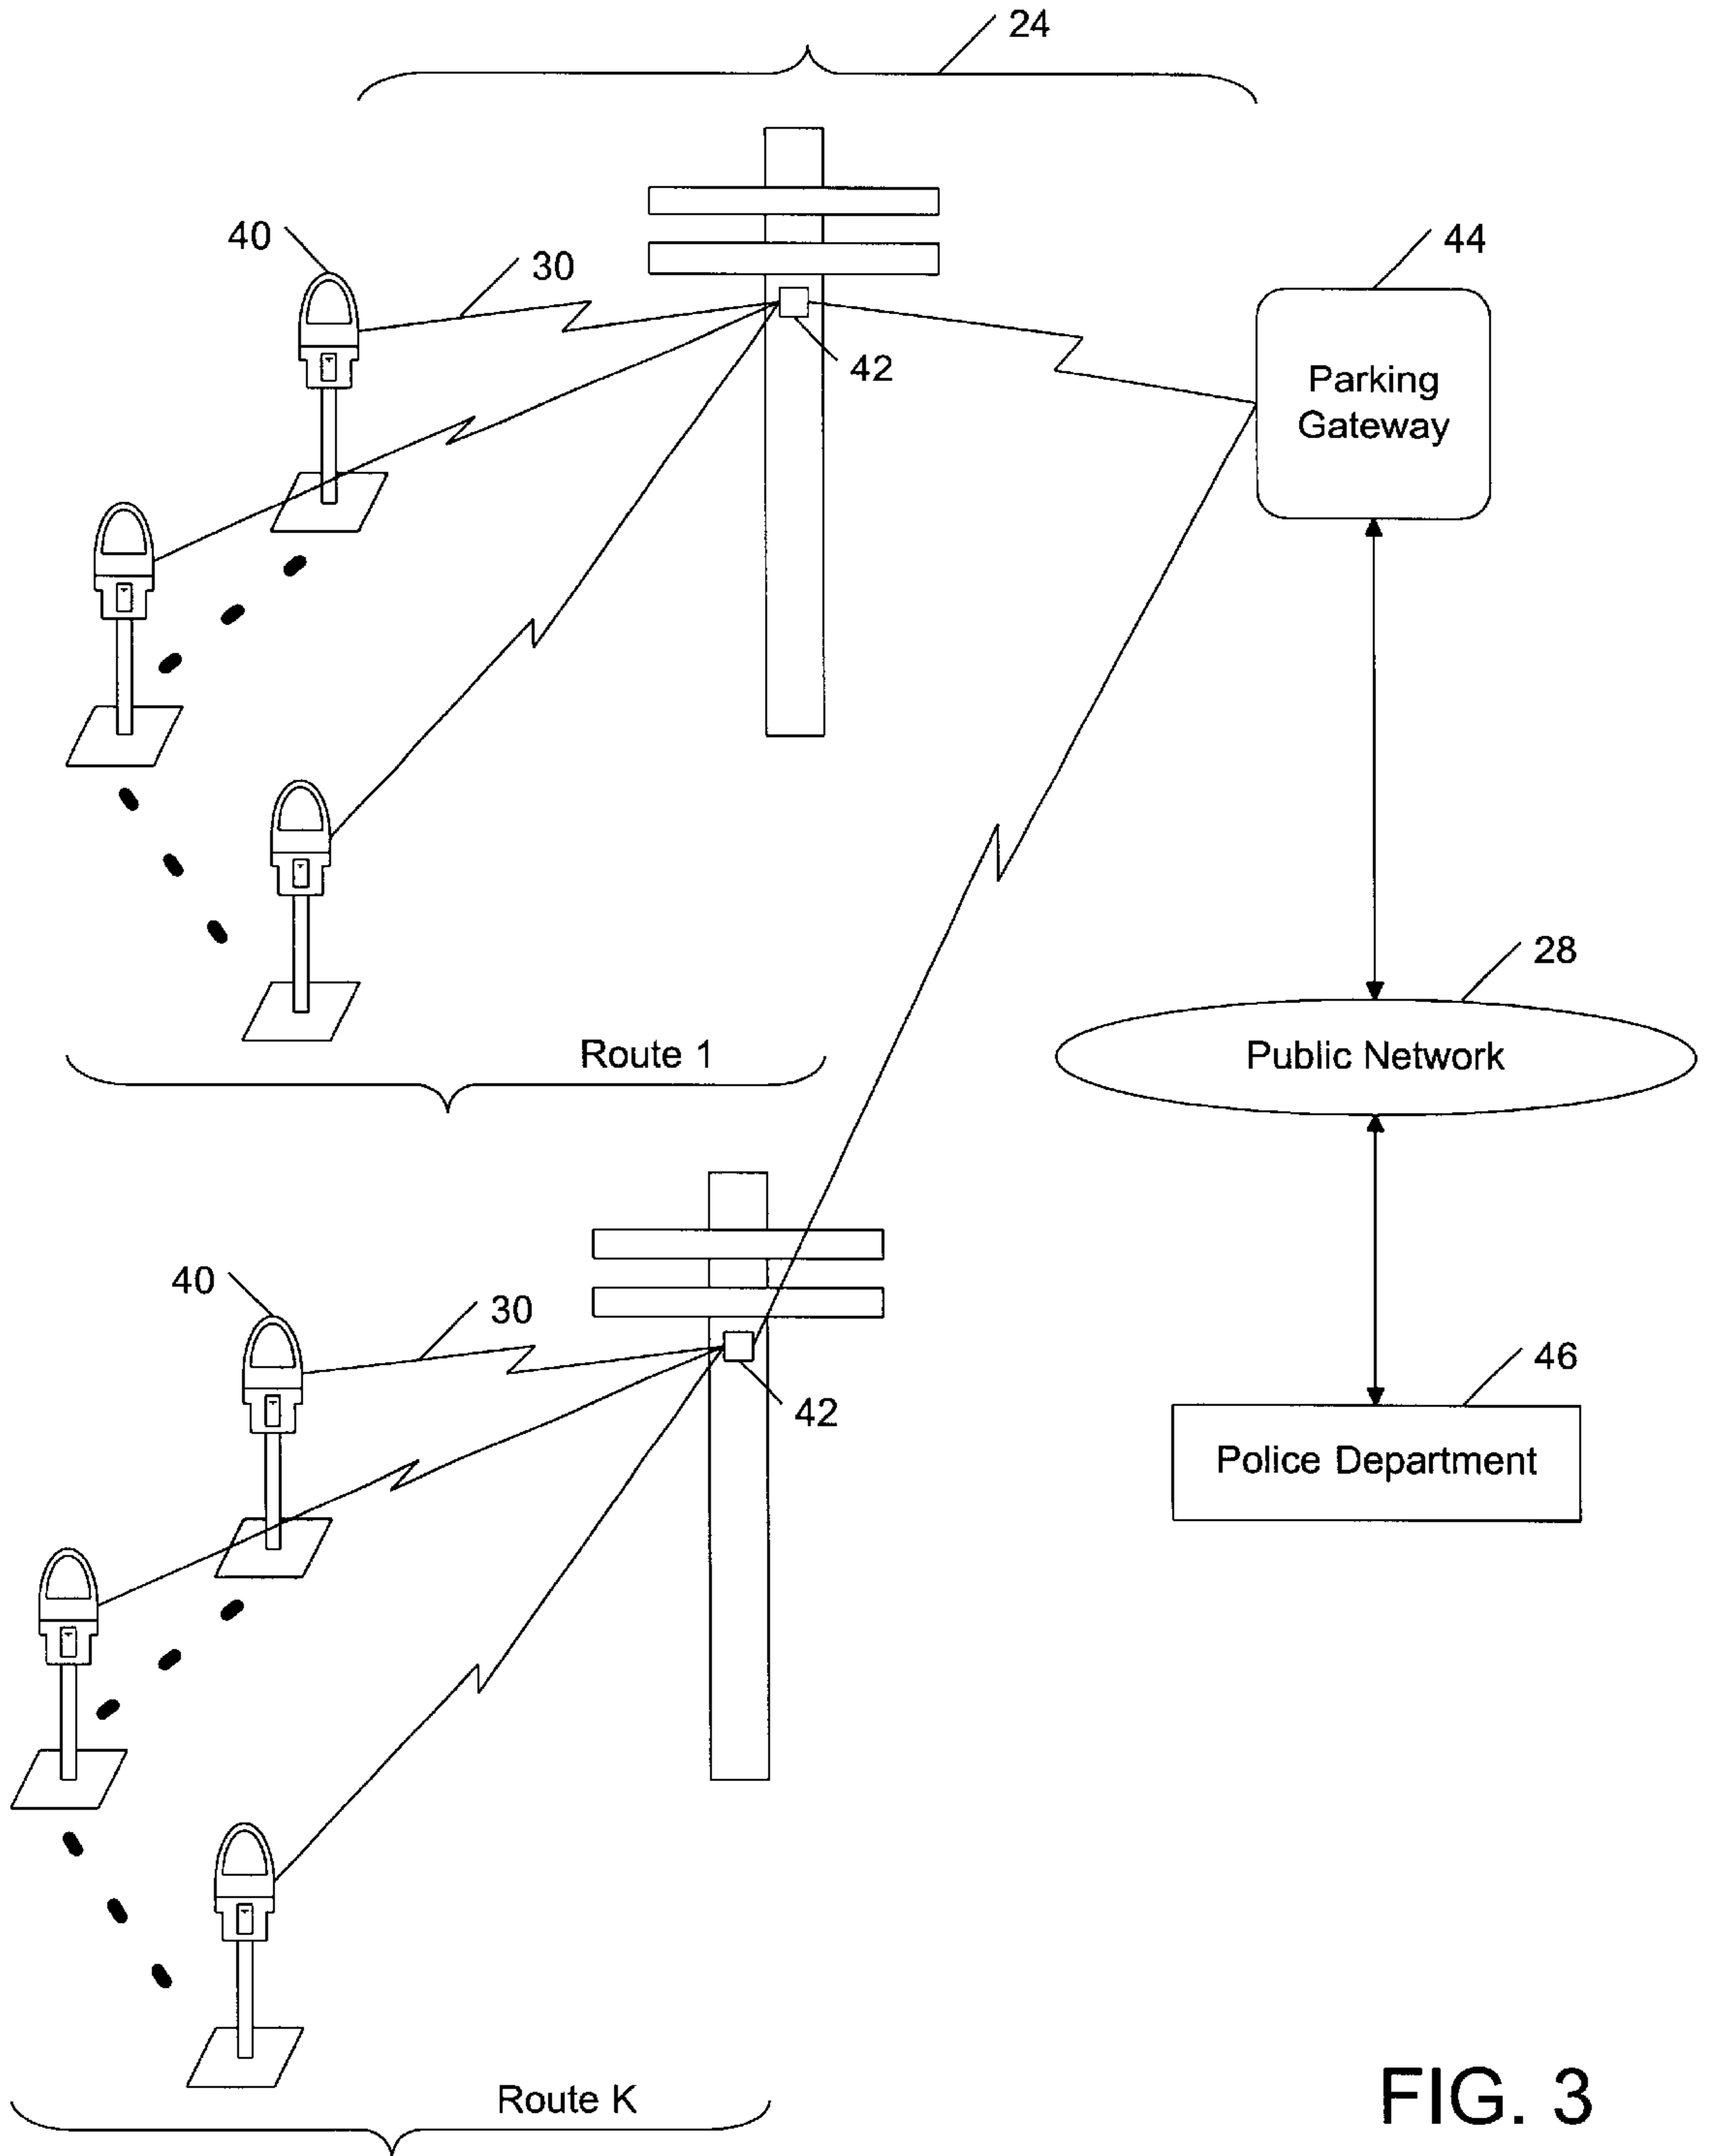 24
40
30
44
42
Parking
Gateway
28
Public Network
Route 1
40
30
42
46
Police Department
Route K
FIG. 3